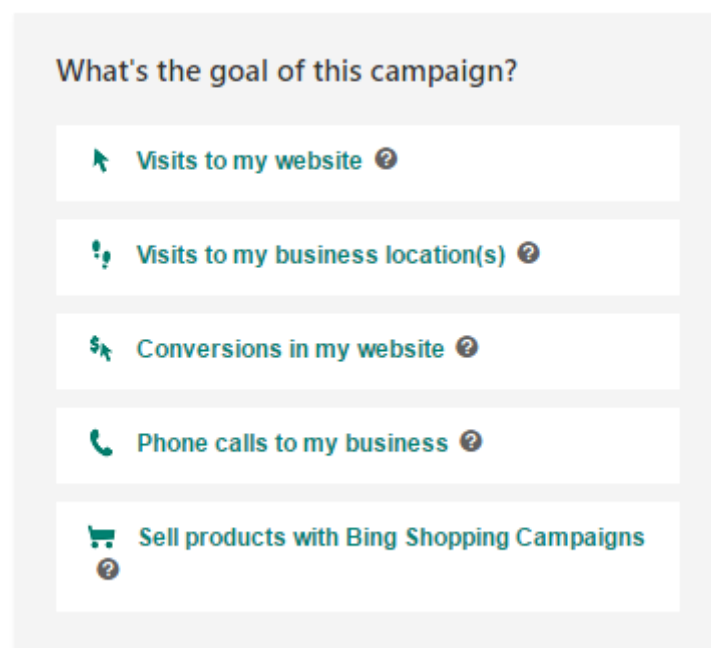 What's the goal of this campaign?
Visits to my website
Visits to my business location(s)
Conversions in my website
Phone calls to my business
Sell products with Bing Shopping Campaigns